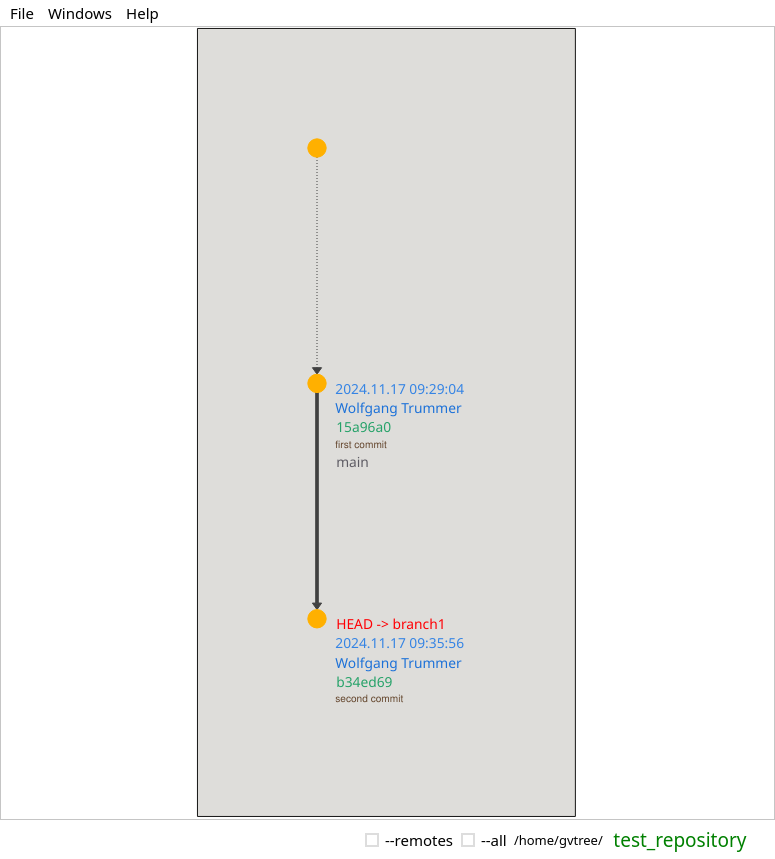 File Windows Help
2024.11.17 09:29:04
Wolfgang Trummer
15a96a0
first commit
main
HEAD -> branch1
2024.11.17 09:35:56
Wolfgang Trummer
b34ed69
second commit
--remotes --all /home/gvtree/ test_repository